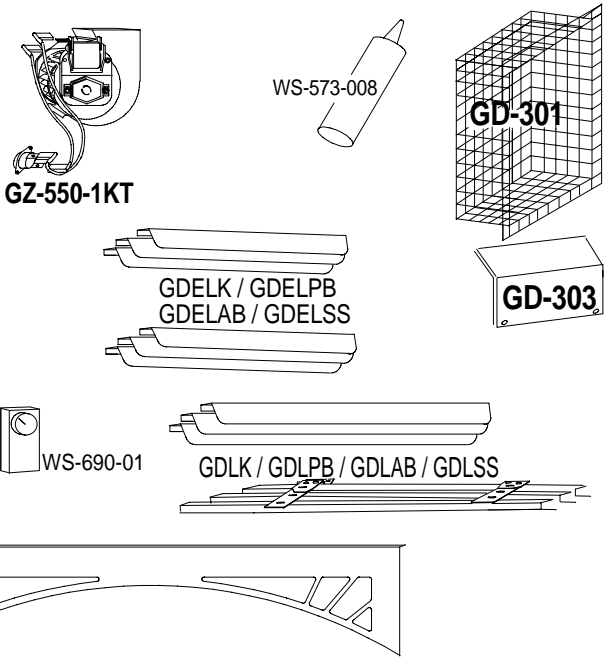 WS-573-008
GD-301
GZ-550-1KT
GDELK / GDELPB
GDELAB / GDELSS
GD-303
WS-690-01
GDLK / GDLPB / GDLAB / GDLSS